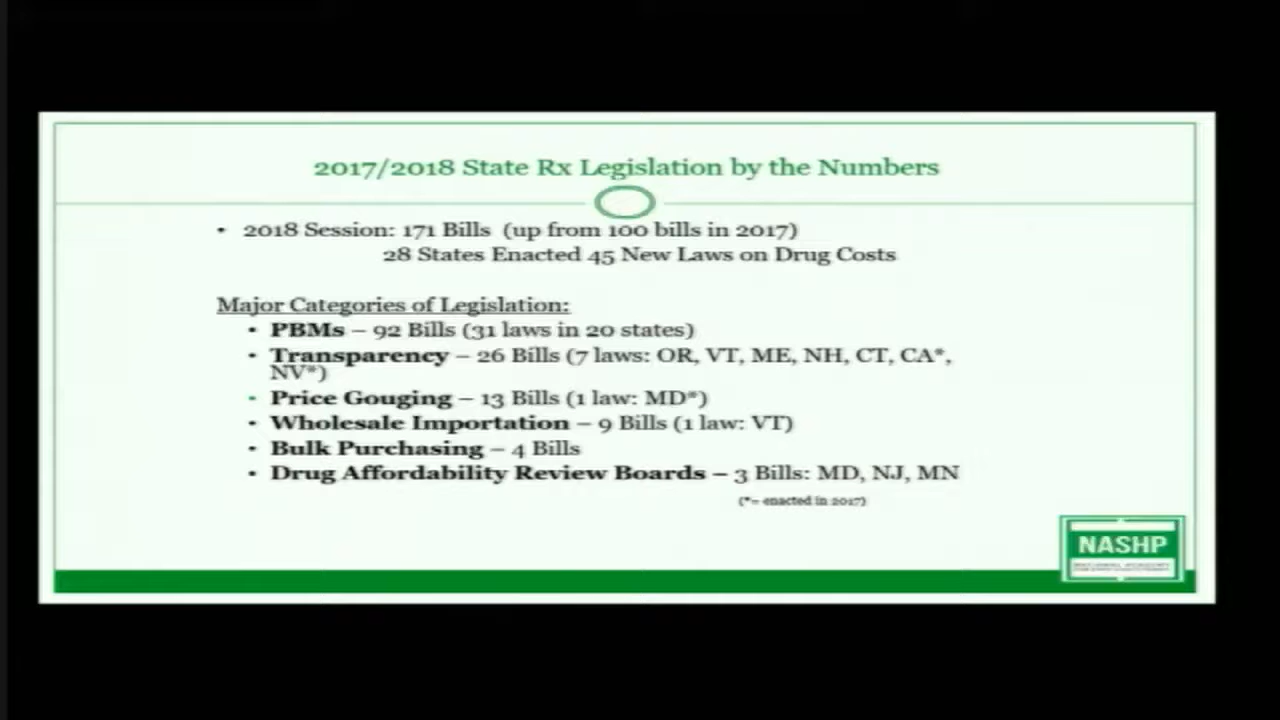 2017/2018 State Rx Legislation by the Numbers
• 2018 Session: 171 Bills (up from 100 bills in 2017)
28 States Enacted 45 New Laws on Drug Costs
Major Categories of Legislation:
• PBMs – 92 Bills (31 laws in 20 states)
• Transparency – 26 Bills (7 laws: OR, VT, ME, NH, CT, CA*,
NV*)
• Price Gouging – 13 Bills (1 law: MD*)
• Wholesale Importation – 9 Bills (1 law: VT)
• Bulk Purchasing – 4 Bills
• Drug Affordability Review Boards – 3 Bills: MD, NJ, MN
(*= enacted in 2017)
NASHP